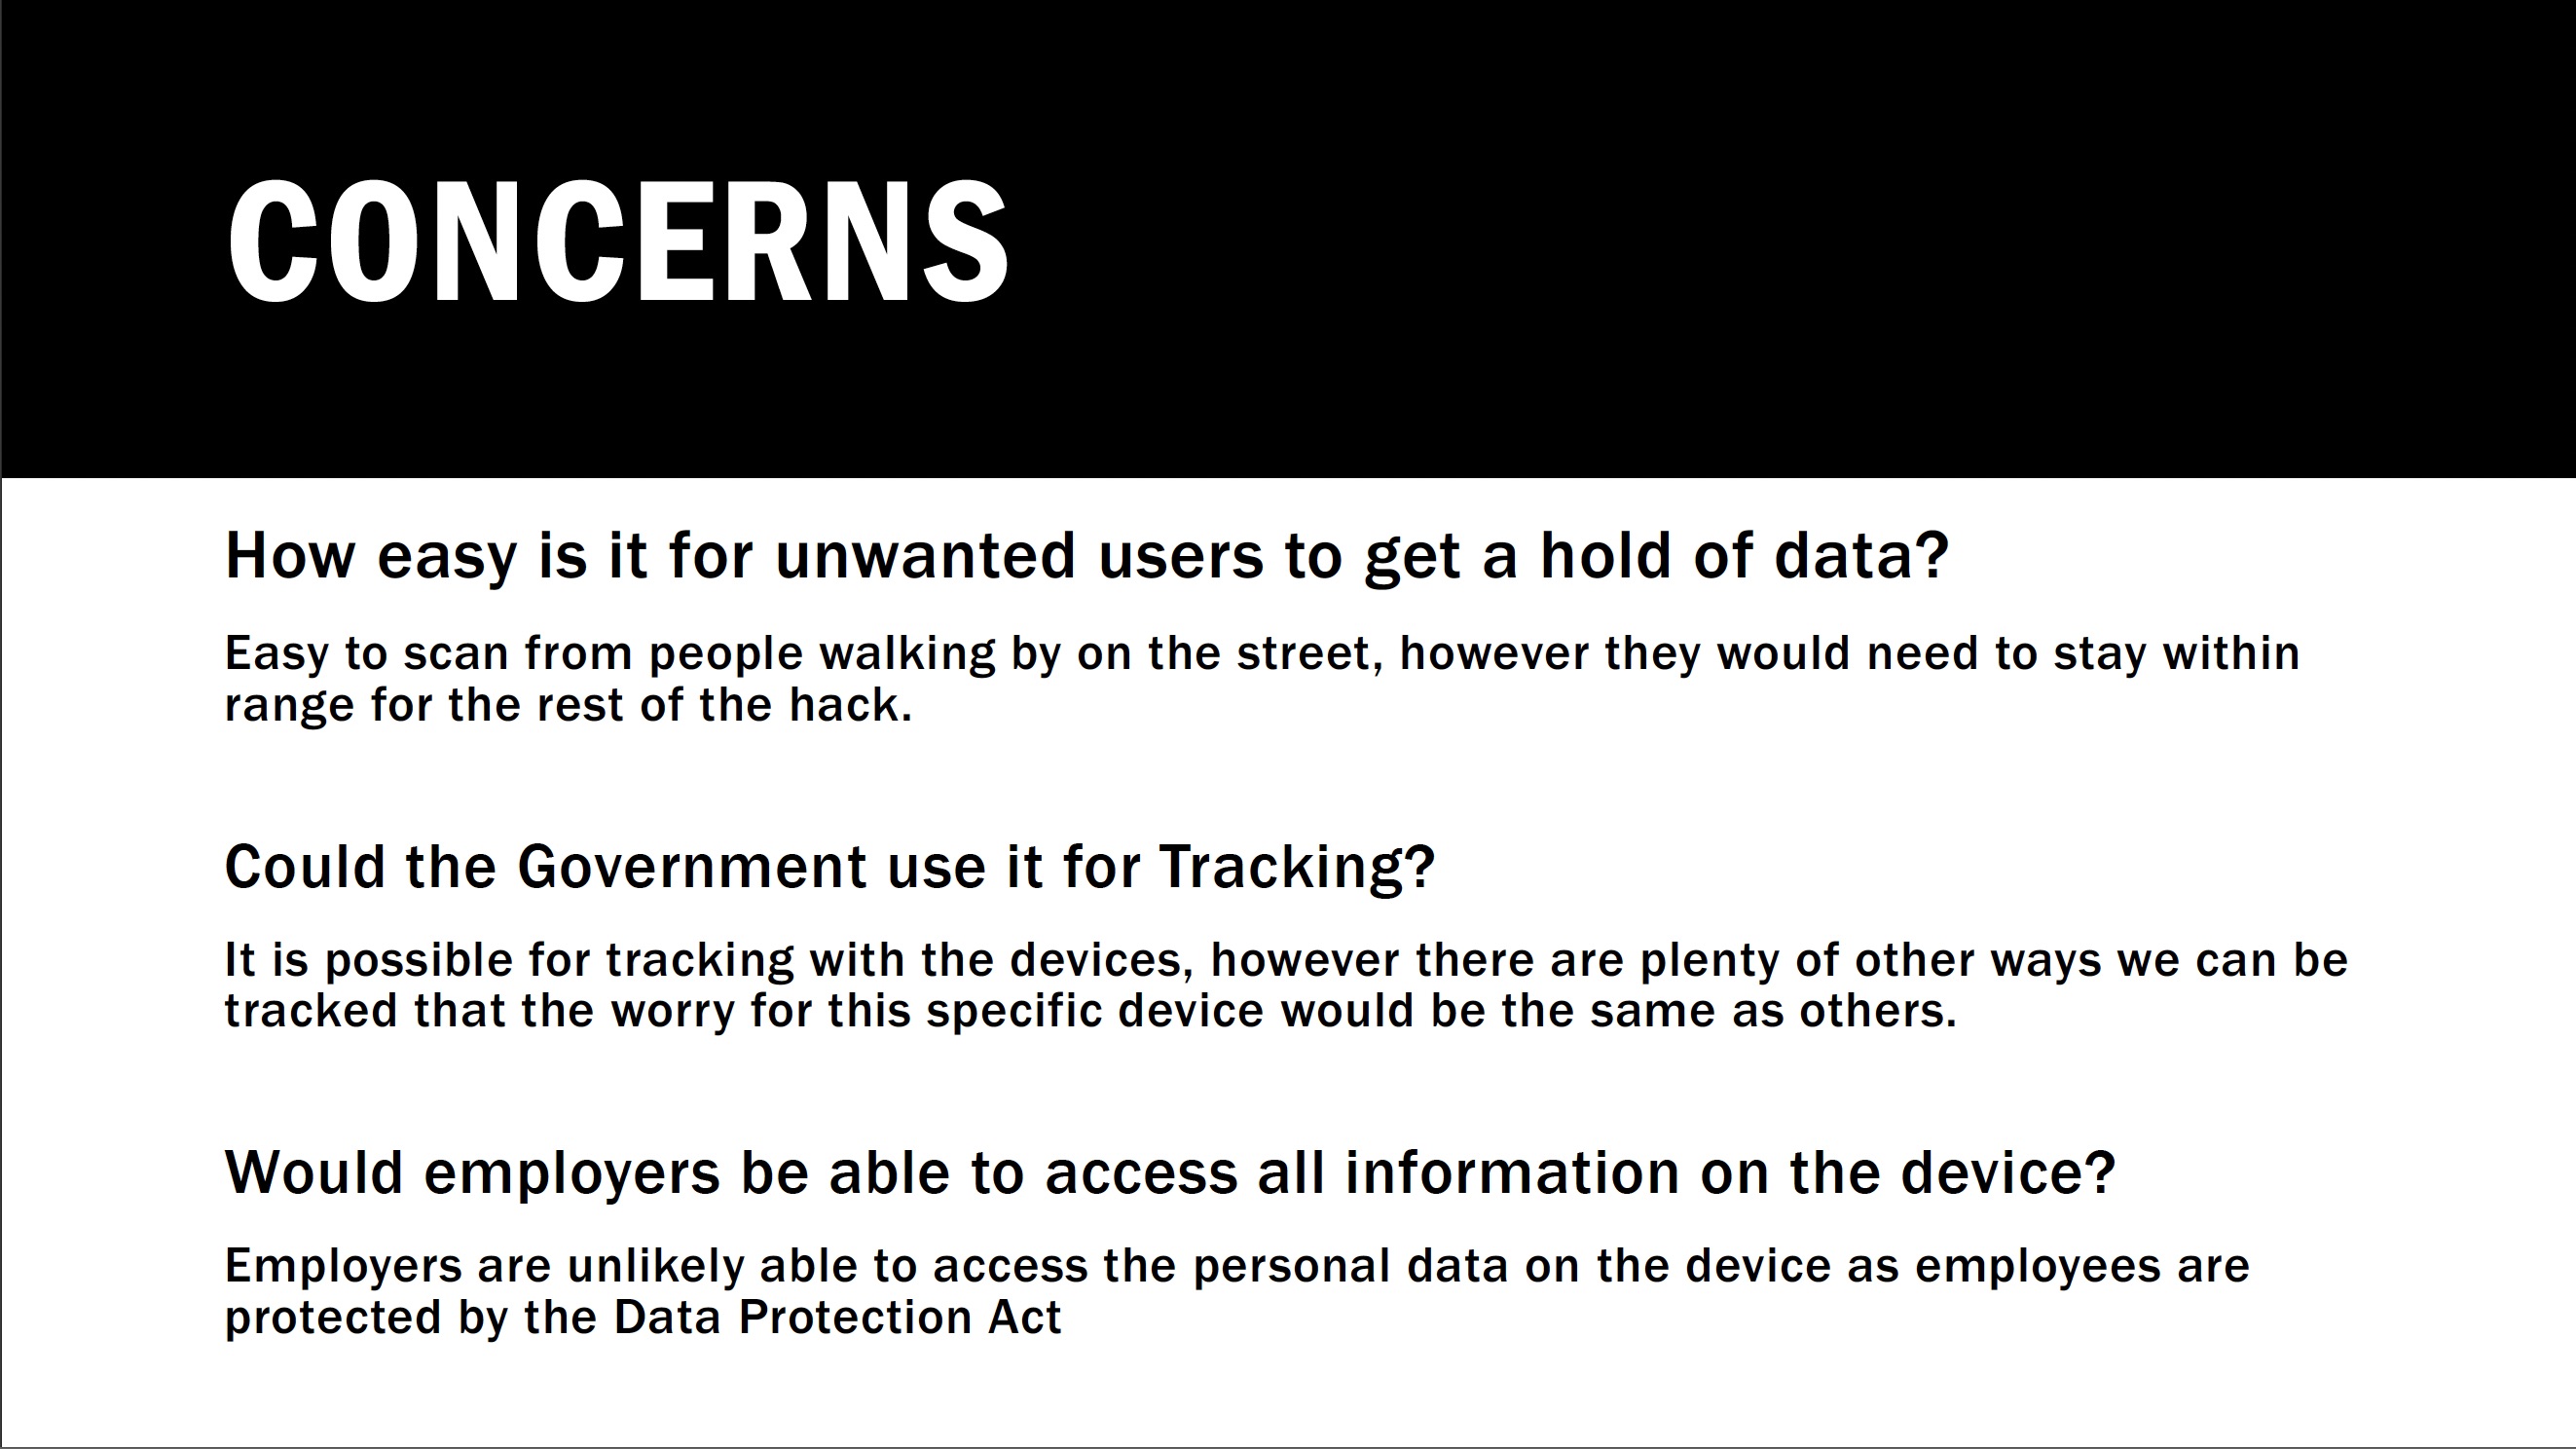 CONCERNS
How easy is it for unwanted users to get a hold of data?
Easy to scan from people walking by on the street, however they would need to stay within
range for the rest of the hack.
Could the Government use it for Tracking?
It is possible for tracking with the devices, however there are plenty of other ways we can be
tracked that the worry for this specific device would be the same as others.
Would employers be able to access all information on the device?
Employers are unlikely able to access the personal data on the device as employees are
protected by the Data Protection Act